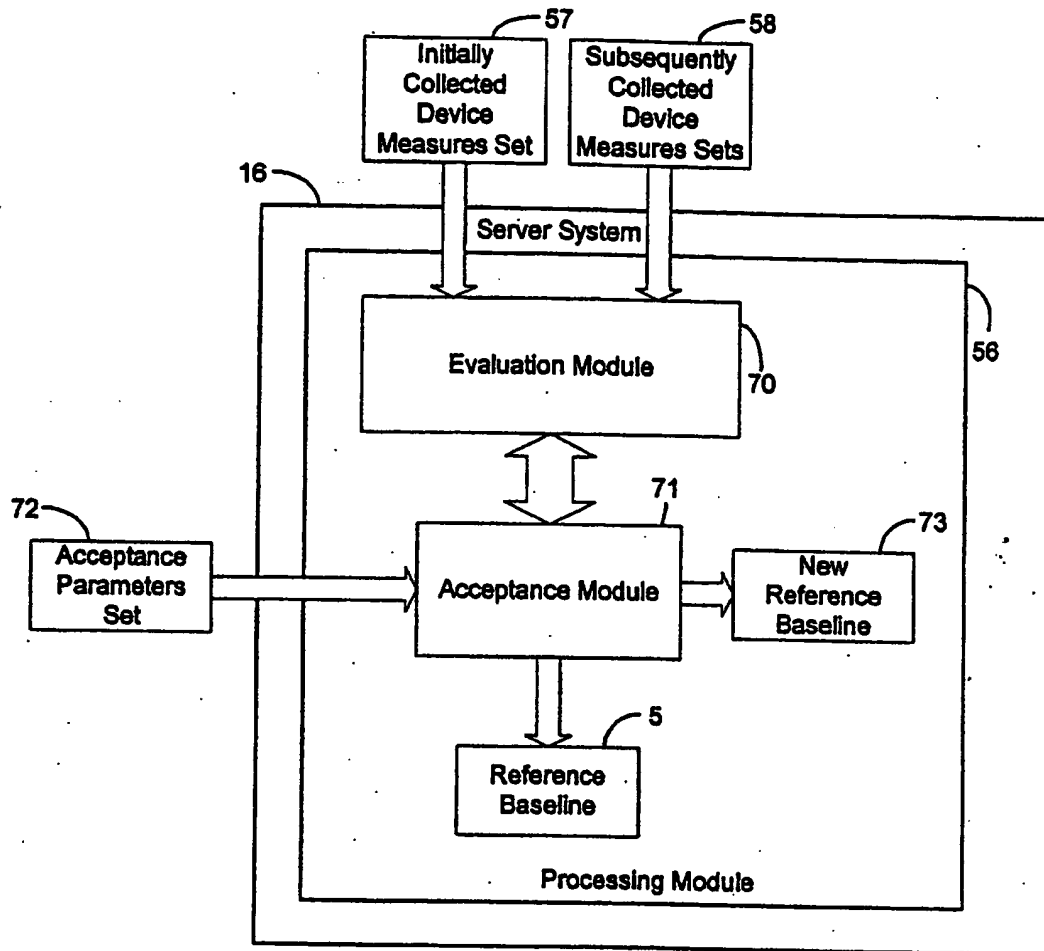 57
58
Initially
Collected
Device
Measures Set
Subsequently
Collected
Device
Measures Sets
16
Server System
56
Evaluation Module
70
72
71
73
Acceptance
Parameters
Set
Acceptance Module
New
Reference
Baseline
5
Reference
Baseline
Processing Module